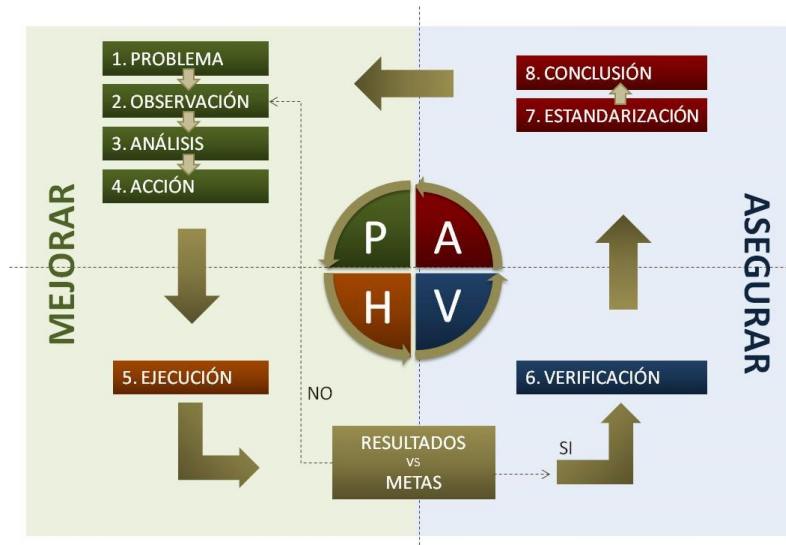 MEJORAR
1. PROBLEMA
2. OBSERVACIÓN
3. ANÁLISIS
4. ACCIÓN
5. EJECUCIÓN
P
A
H
V
NO
RESULTADOS
VS
METAS
SI
8. CONCLUSIÓN
7. ESTANDARIZACIÓN
6. VERIFICACIÓN
ASEGURAR